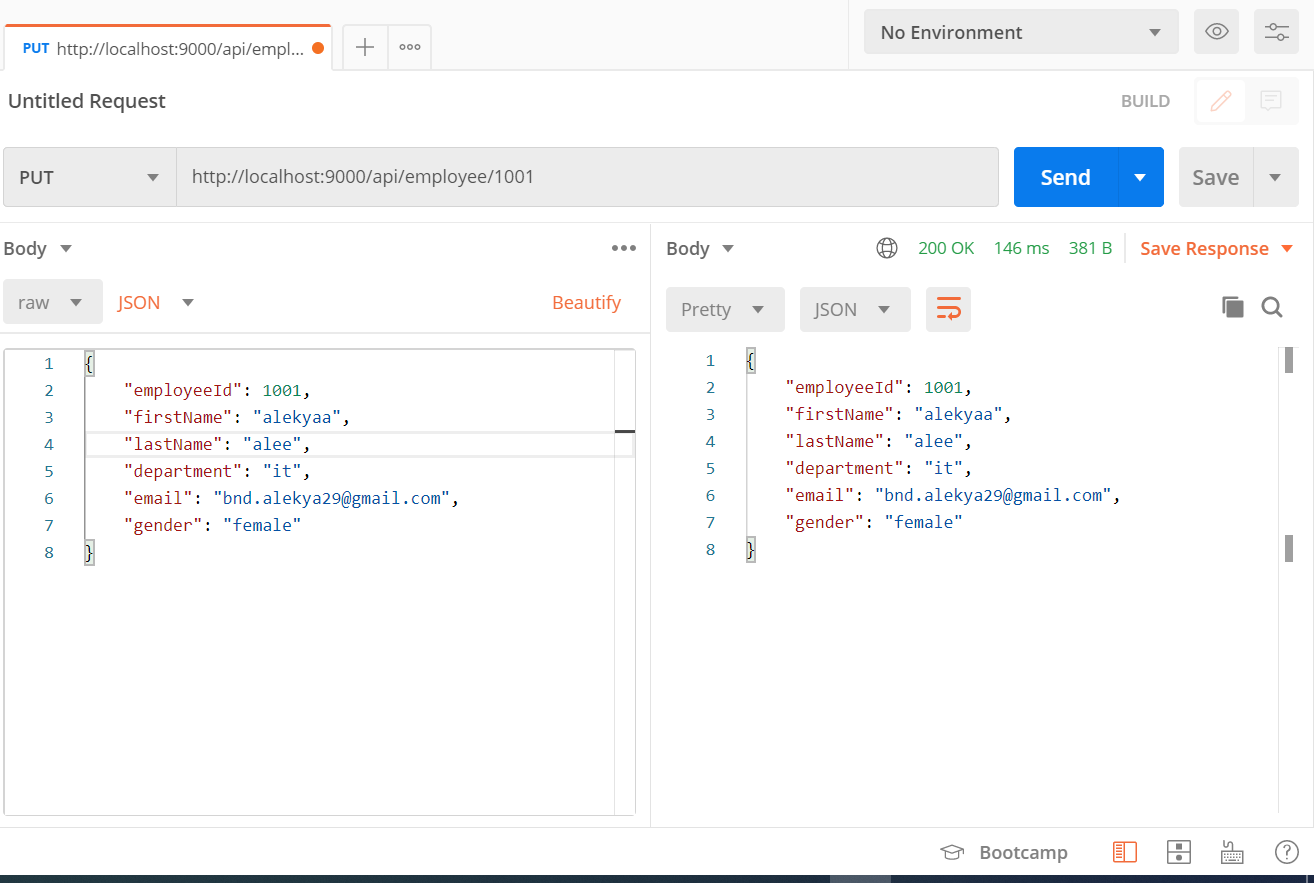 PUT http://localhost:9000/api/empl...
No Environment
Untitled Request
BUILD
PUT
http://localhost:9000/api/employee/1001
Send
Save
Body
raw
JSON
Beautify
1 {
2 "employeeId": 1001,
3 "firstName": "alekyaa",
4 "lastName": "alee",
5 "department": "it",
6 "email": "bnd.alekya29@gmail.com",
7 "gender": "female"
8 }
Body
200 OK 146 ms 381 B
Save Response
Pretty
JSON
1 {
2 "employeeId": 1001,
3 "firstName": "alekyaa",
4 "lastName": "alee",
5 "department": "it",
6 "email": "bnd.alekya29@gmail.com",
7 "gender": "female"
8 }
Bootcamp